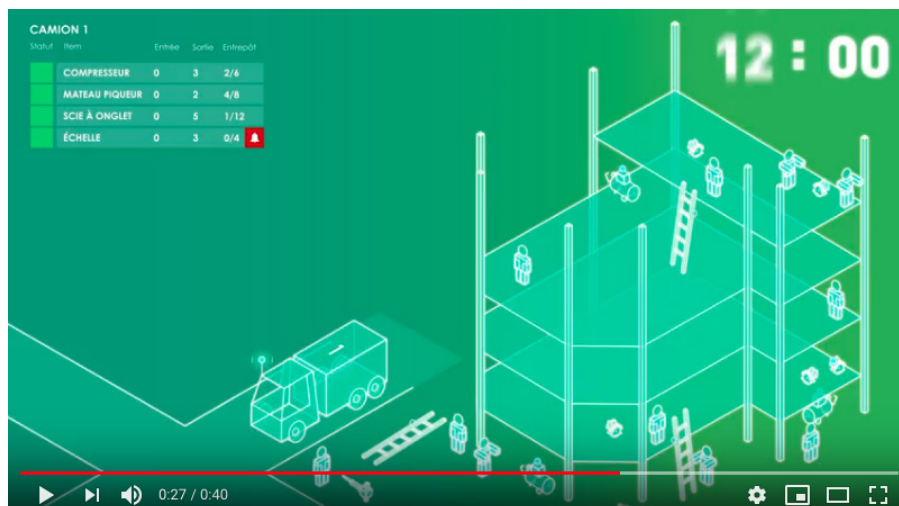 CAMION 1
12:00
Statut Item Entrée Sortie Entrepôt
COMPRESSEUR 0 3 2/6
MATEAU PIQUEUR 0 2 4/8
SCIE À ONGLET 0 5 1/12
ÉCHELLE 0 3 0/4
1
0:27 / 0:40